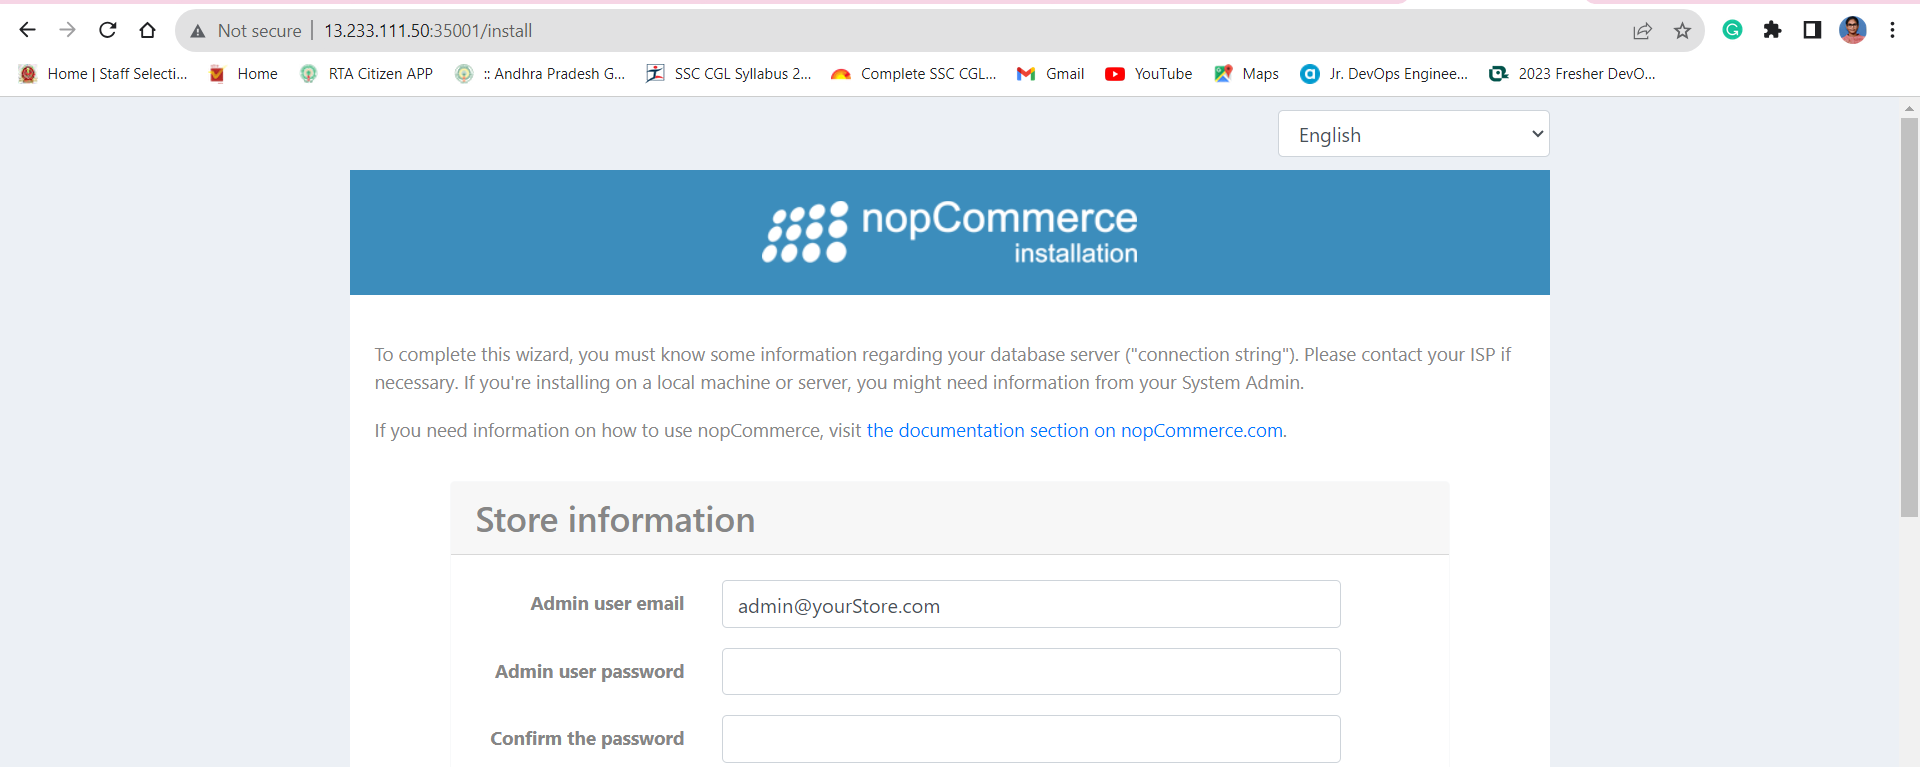 Not secure | 13.233.111.50:35001/install
Home | Staff Selecti... Home RTA Citizen APP :: Andhra Pradesh G... SSC CGL Syllabus 2... Complete SSC CGL... Gmail YouTube Maps Jr. DevOps Enginee... 2023 Fresher DevO...
English
nopCommerce
installation
To complete this wizard, you must know some information regarding your database server ("connection string"). Please contact your ISP if
necessary. If you're installing on a local machine or server, you might need information from your System Admin.
If you need information on how to use nopCommerce, visit the documentation section on nopCommerce.com.
Store information
Admin user email admin@yourStore.com
Admin user password
Confirm the password